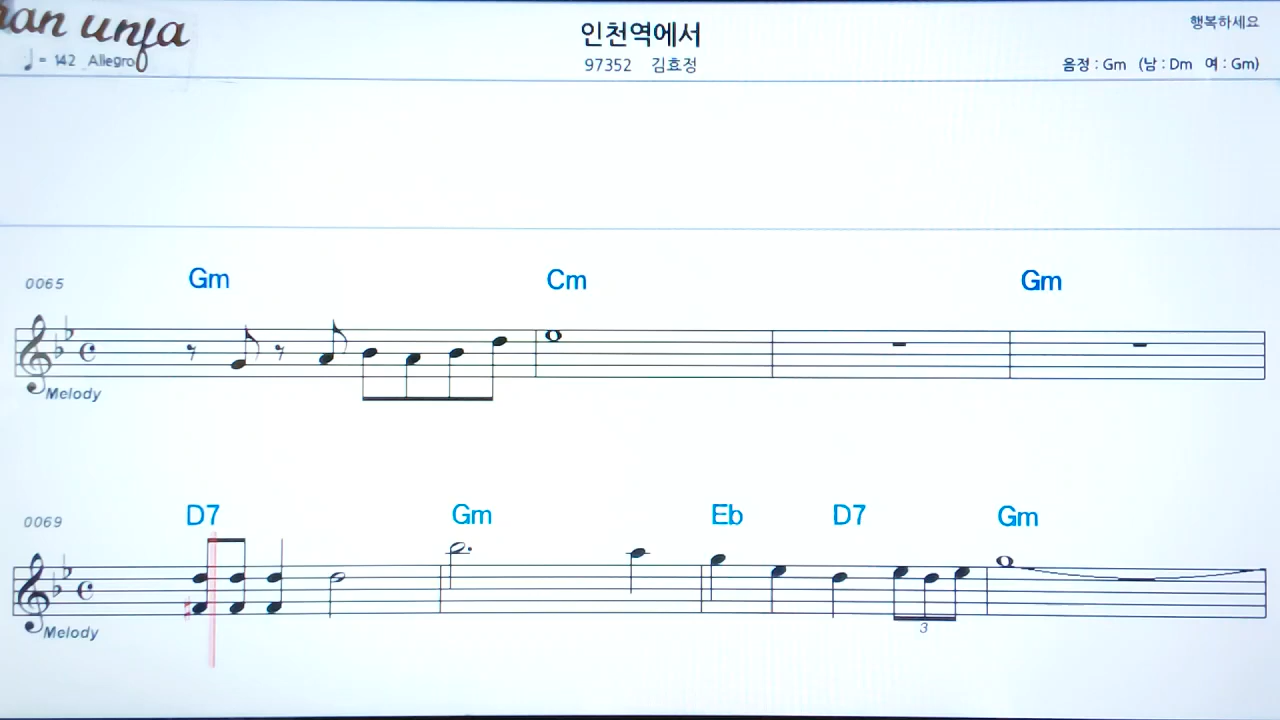 an unja
♩= 142 Allegro
인천역에서
97352 김효정
행복하세요
음정 : Gm (남 : Dm 여 : Gm)
0065 Gm Cm Gm
Melody
0069 D7 Gm Eb D7 Gm
3
Melody